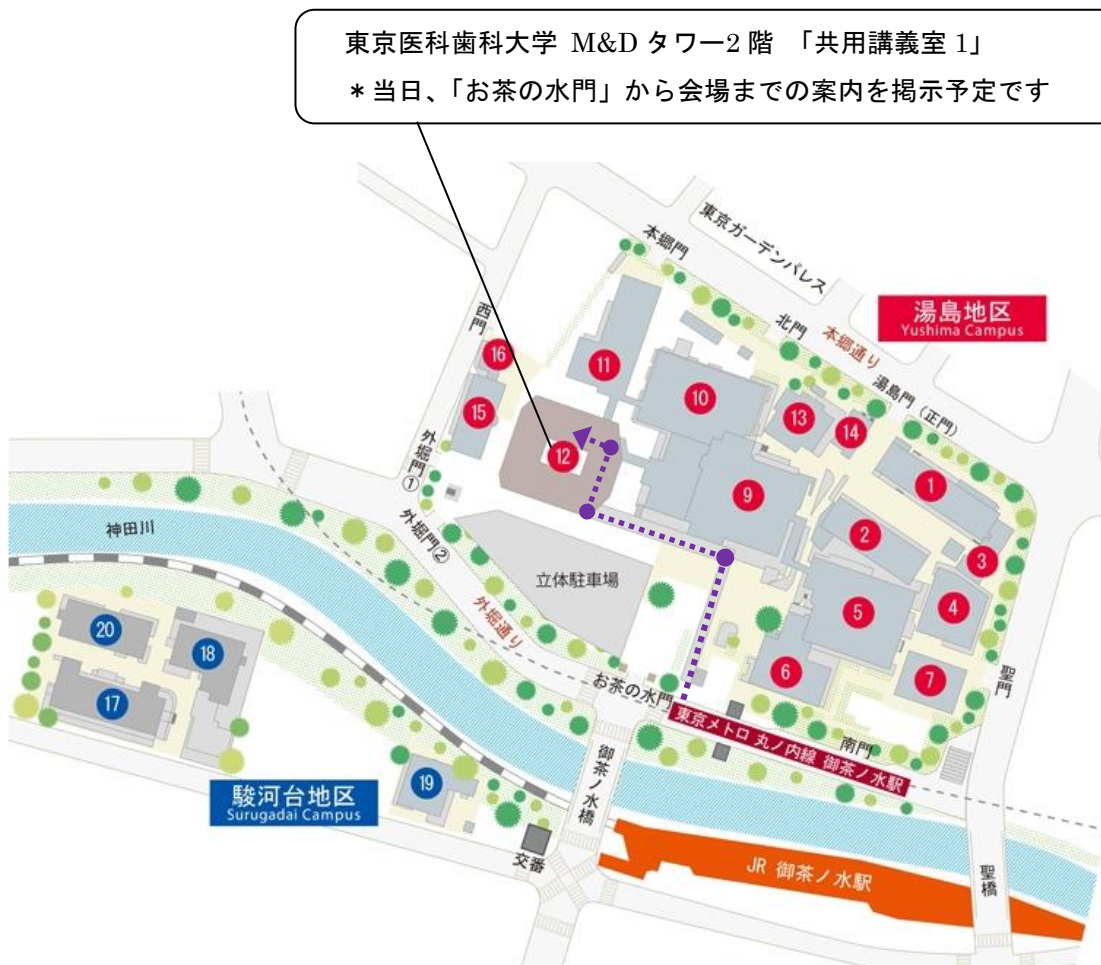 東京医科歯科大学 M&D タワー2 階 「共用講義室 1」
＊当日、「お茶の水門」から会場までの案内を掲示予定です
東京ガーデンパレス
本郷門
湯島地区
Yushima Campus
西門
北門
本郷通り
湯島門（正門）
16
11
10
15
13
14
12
外堀門①
1
9
2
3
外堀門②
神田川
立体駐車場
5
4
外堀通り
20
18
6
7
聖門
17
お茶の水門
東京メトロ 丸ノ内線 御茶ノ水駅
南門
御茶ノ水橋
19
駿河台地区
Surugadai Campus
交番
JR 御茶ノ水駅
聖橋